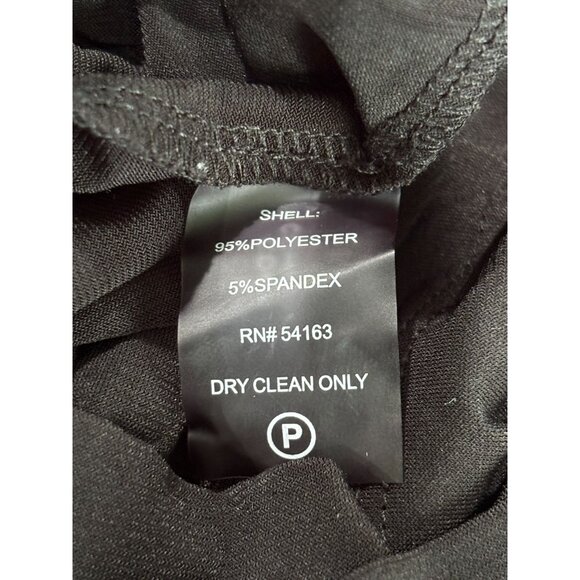 SHELL:
95%POLYESTER
5%SPANDEX
RN# 54163
DRY CLEAN ONLY
P